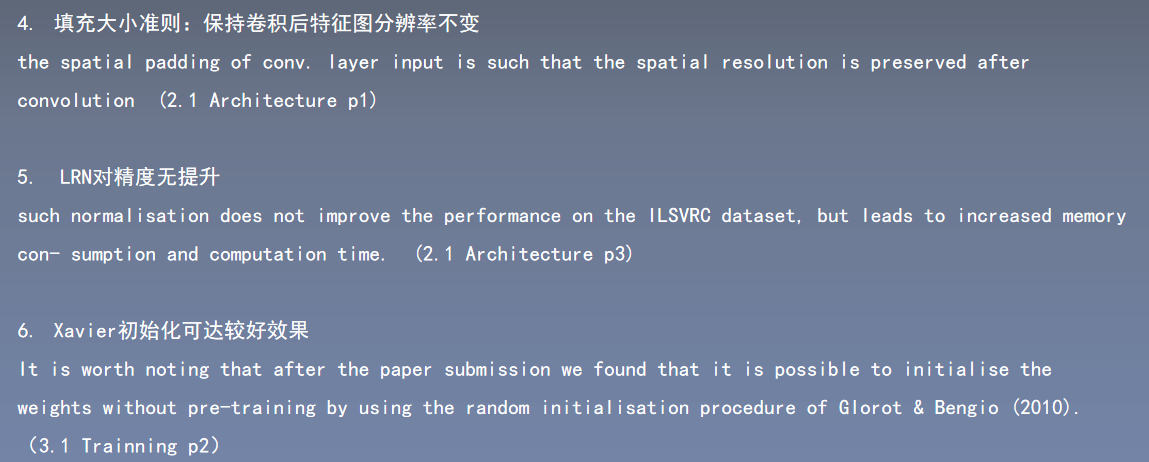 4. 填充大小准则：保持卷积后特征图分辨率不变
the spatial padding of conv. layer input is such that the spatial resolution is preserved after
convolution （2.1 Architecture p1）
5. LRN对精度无提升
such normalisation does not improve the performance on the ILSVRC dataset, but leads to increased memory
con- sumption and computation time. （2.1 Architecture p3）
6. Xavier初始化可达较好效果
It is worth noting that after the paper submission we found that it is possible to initialise the
weights without pre-training by using the random initialisation procedure of Glorot & Bengio (2010).
（3.1 Trainning p2）